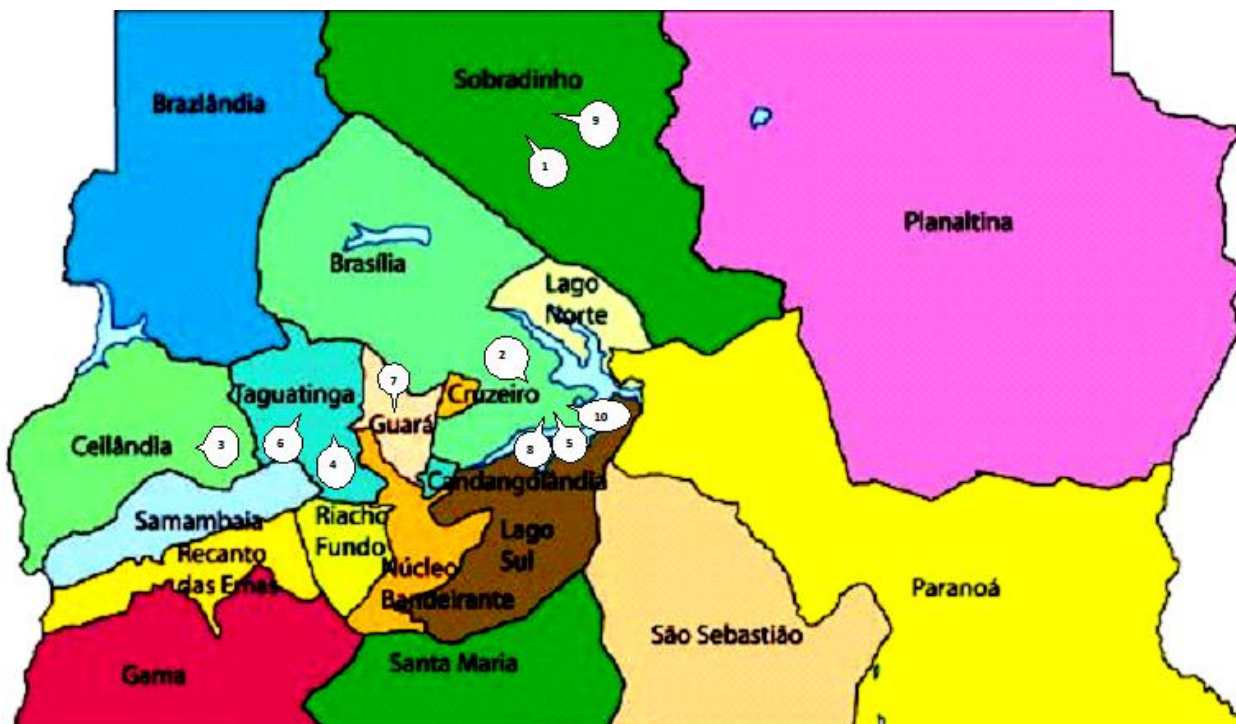 Sobradinho
Brazlândia
9
1
Planaltina
Brasília
Lago
Norte
2
7
Taguatinga
Cruzeiro
Guará
10
Ceilândia
3
6
4
8
5
Candangolândia
Samambaia
Riacho
Fundo
Lago
Sul
Recanto
das Emas
Núcleo
Bandeirante
Paranoá
São Sebastião
Santa Maria
Gama